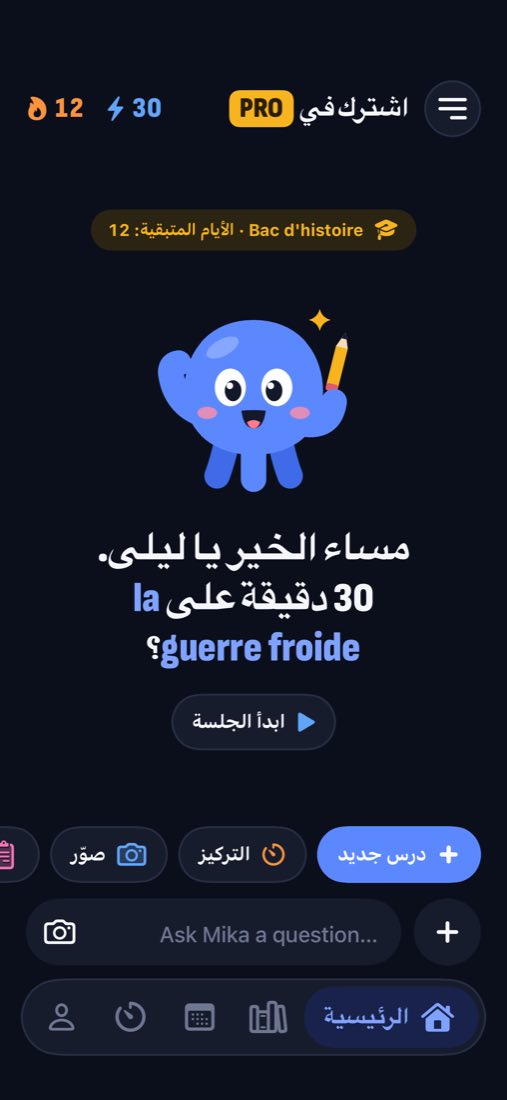 اشترك في PRO
30
12
Bac d'histoire · الأيام المتبقية: 12
مساء الخير يا ليلى.
30 دقيقة على la
guerre froide؟
ابدأ الجلسة
درس جديد
التركيز
صوّر
Ask Mika a question...
الرئيسية